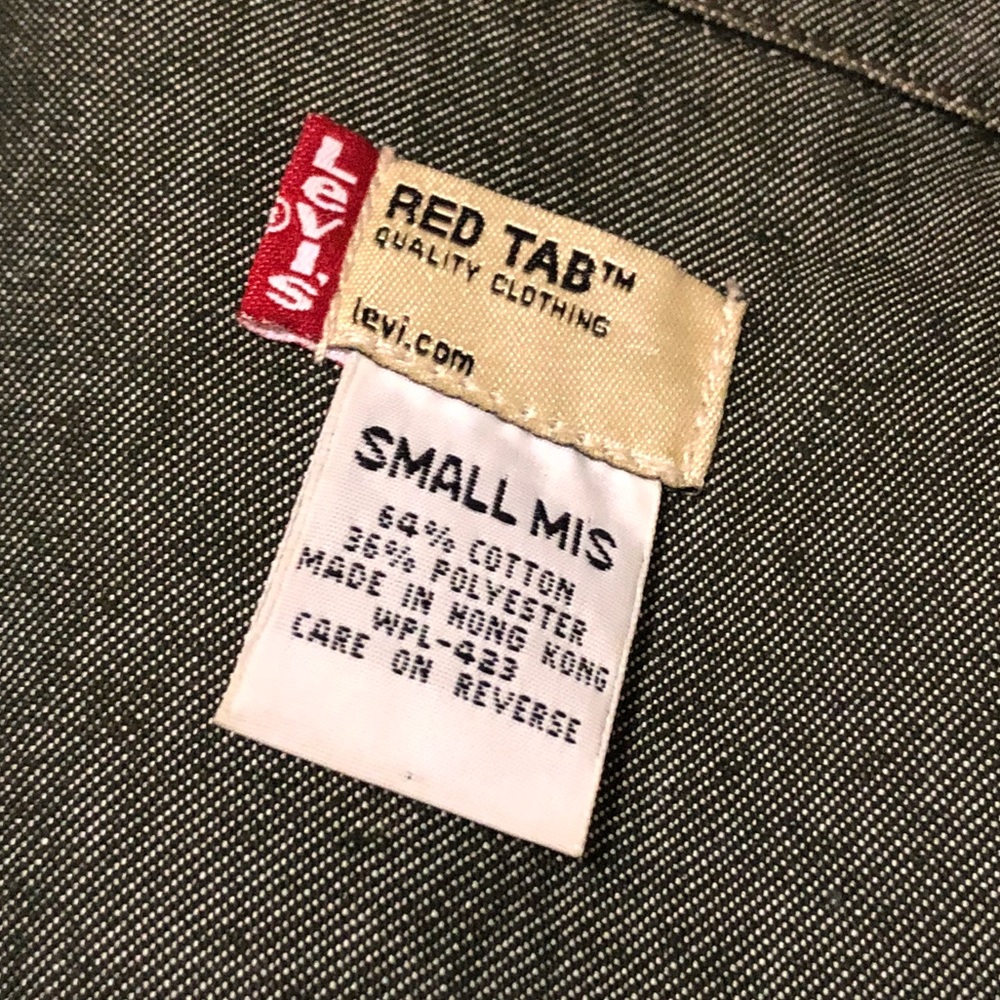 Levi's®
RED TAB™
QUALITY CLOTHING
levi.com
SMALL MIS
64% COTTON
36% POLYESTER
MADE IN HONG KONG
WPL-423
CARE ON REVERSE